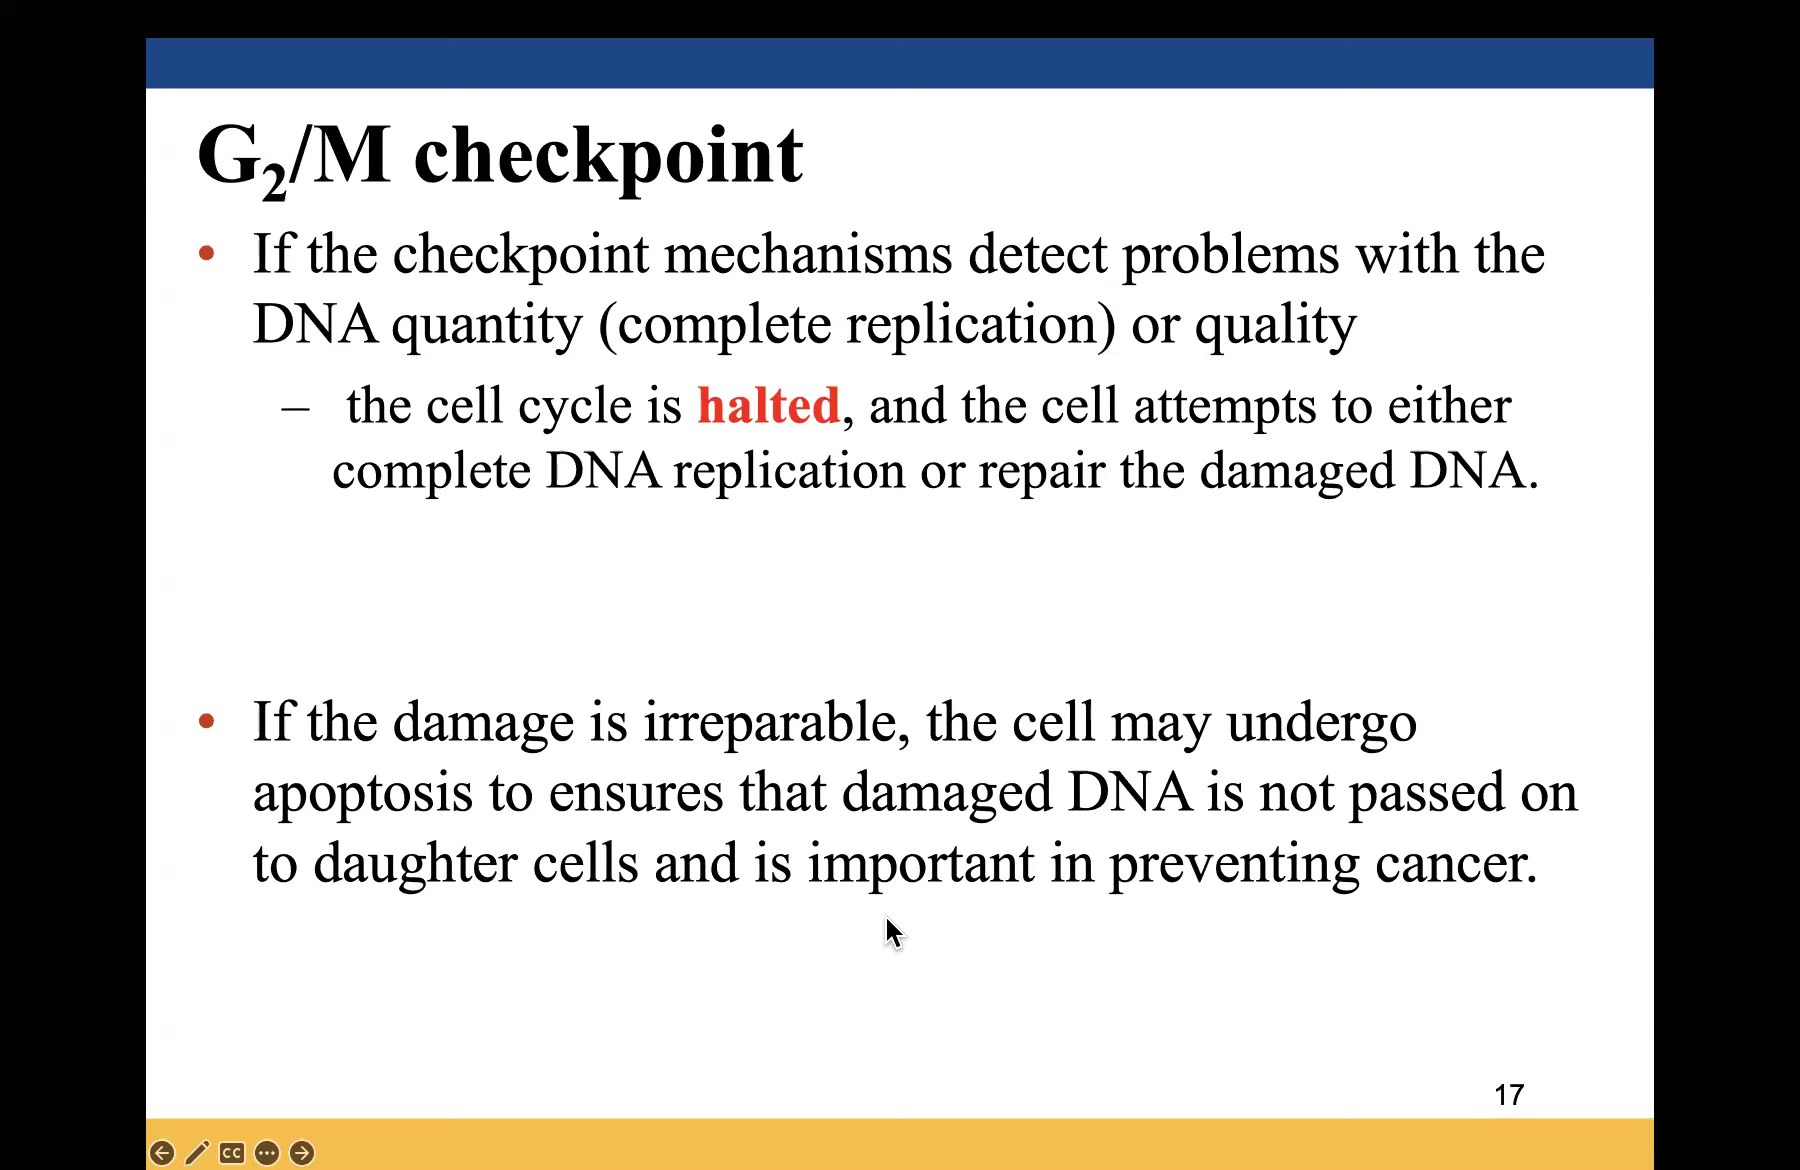 G₂/M checkpoint
• If the checkpoint mechanisms detect problems with the
DNA quantity (complete replication) or quality
– the cell cycle is halted, and the cell attempts to either
complete DNA replication or repair the damaged DNA.
• If the damage is irreparable, the cell may undergo
apoptosis to ensures that damaged DNA is not passed on
to daughter cells and is important in preventing cancer.
17
CC